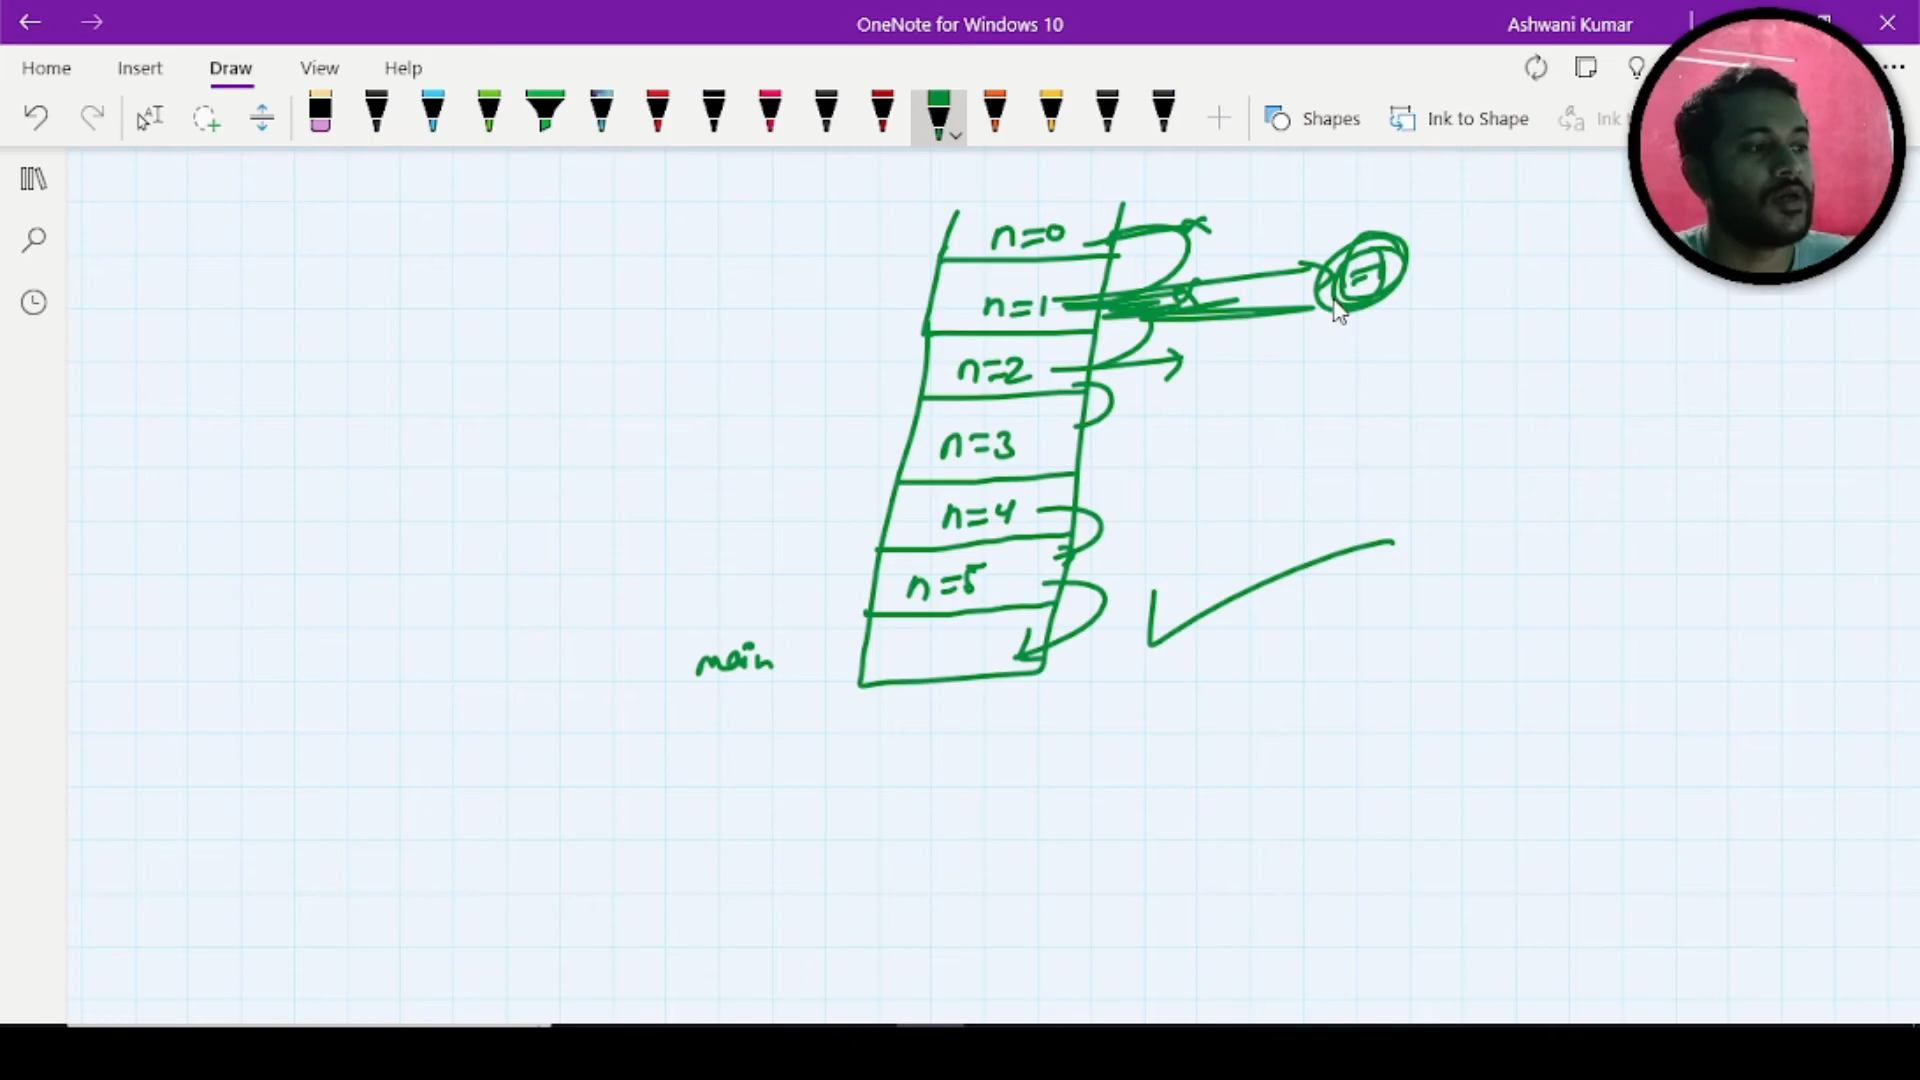 OneNote for Windows 10
Ashwani Kumar
Home Insert Draw View Help
Shapes
Ink to Shape
Ink
n=0
n=1
n=2
n=3
n=4
n=5
main